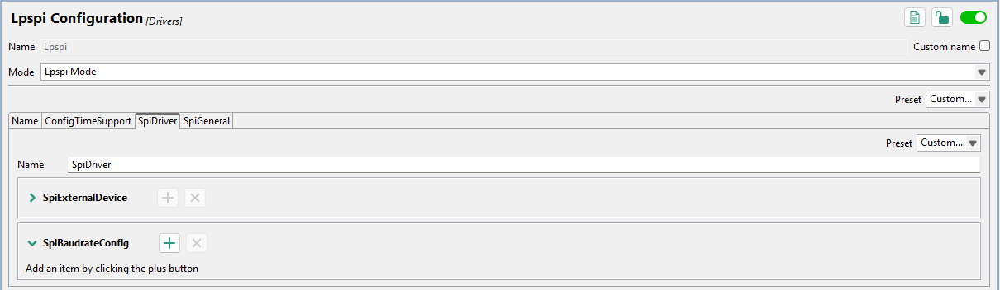 Lpspi Configuration [Drivers]
Name Lpspi Custom name
Mode Lpspi Mode
Preset Custom...
Name ConfigTimeSupport SpiDriver SpiGeneral
Preset Custom...
Name SpiDriver
SpiExternalDevice
SpiBaudrateConfig
Add an item by clicking the plus button